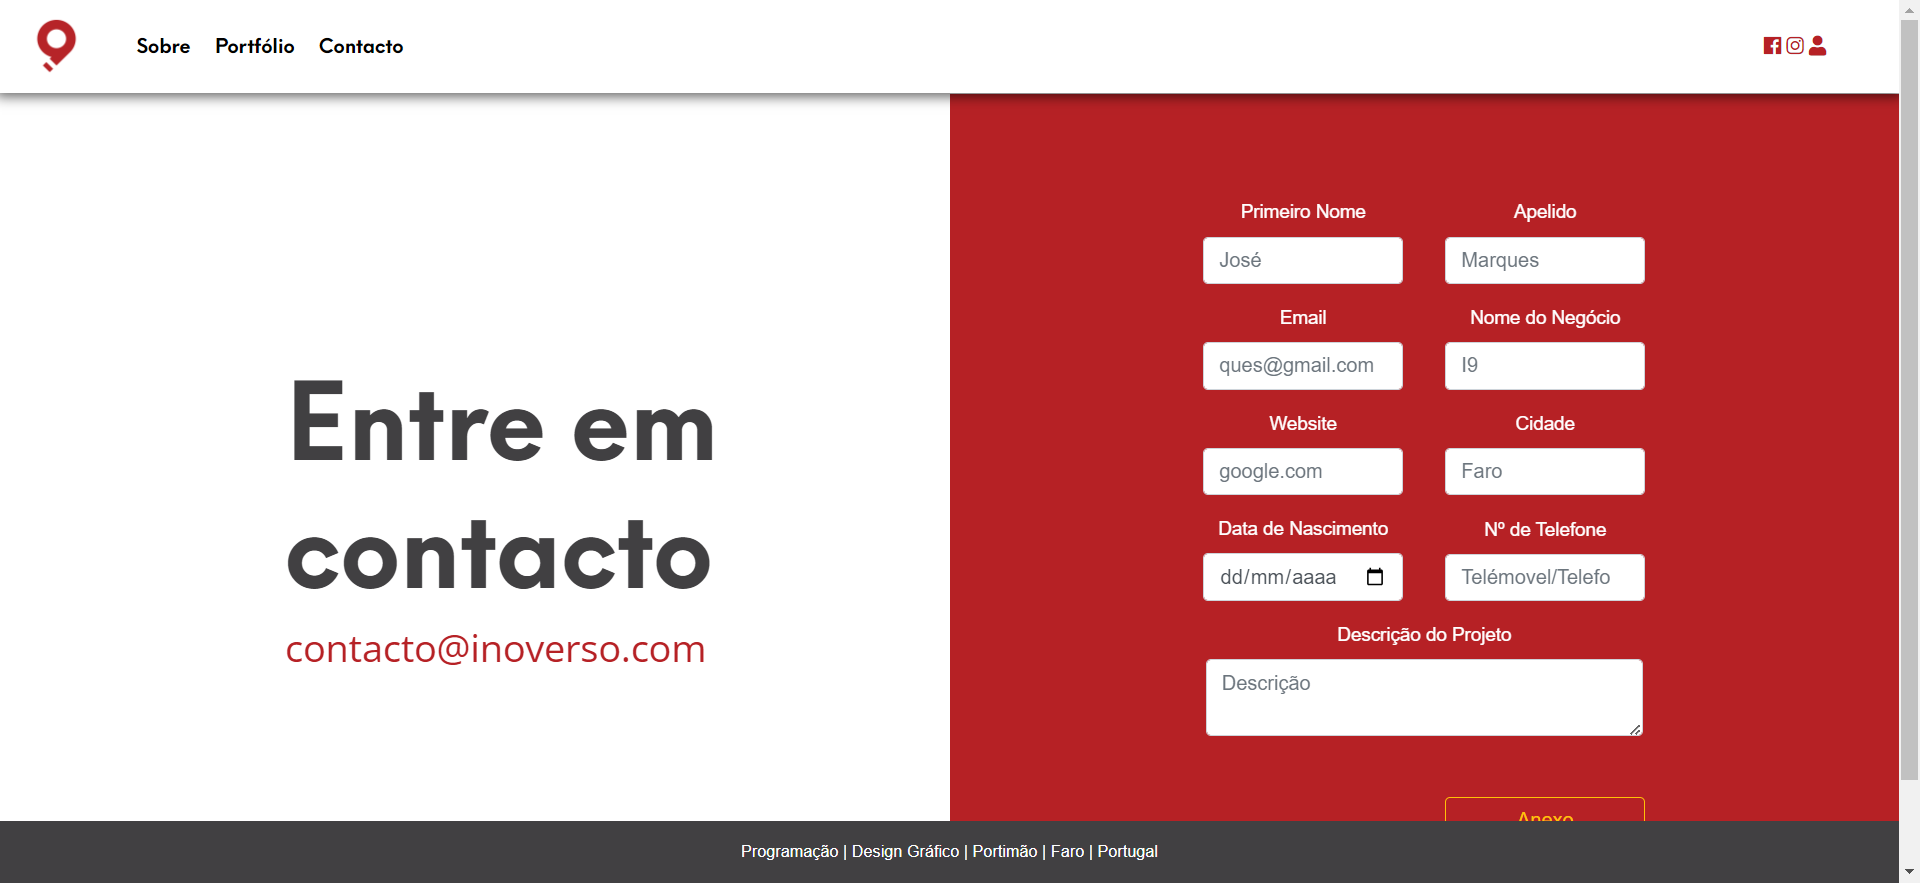 Sobre Portfólio Contacto
Entre em
contacto
contacto@inoverso.com
Primeiro Nome Apelido
José Marques
Email Nome do Negócio
ques@gmail.com I9
Website Cidade
google.com Faro
Data de Nascimento Nº de Telefone
dd/mm/aaaa Telémovel/Telefo
Descrição do Projeto
Descrição
Anexo
Programação | Design Gráfico | Portimão | Faro | Portugal